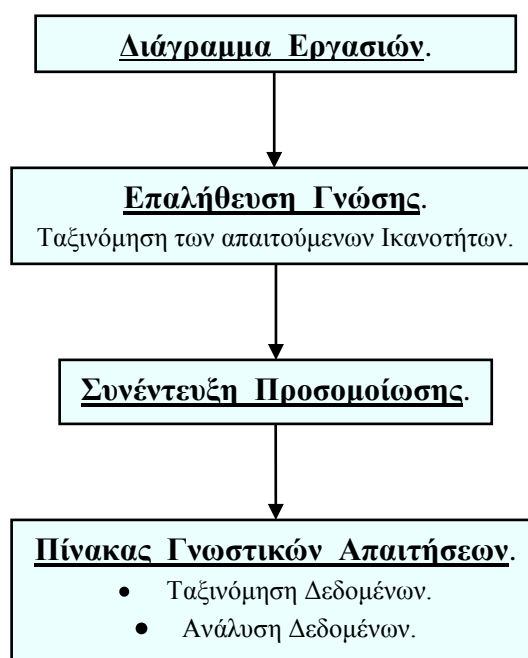 Διάγραμμα Εργασιών.
Επαλήθευση Γνώσης.
Ταξινόμηση των απαιτούμενων Ικανοτήτων.
Συνέντευξη Προσομοίωσης.
Πίνακας Γνωστικών Απαιτήσεων.
• Ταξινόμηση Δεδομένων.
• Ανάλυση Δεδομένων.